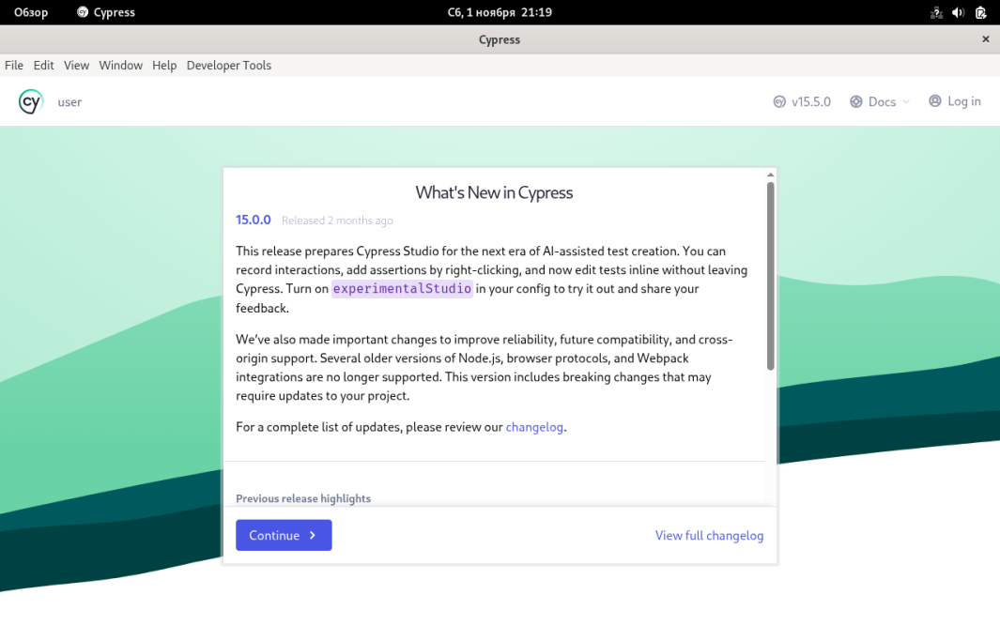 Обзор Cypress Сб, 1 ноября 21:19
Cypress
File Edit View Window Help Developer Tools
cy user v15.5.0 Docs Log in
What's New in Cypress
15.0.0 Released 2 months ago
This release prepares Cypress Studio for the next era of AI-assisted test creation. You can
record interactions, add assertions by right-clicking, and now edit tests inline without leaving
Cypress. Turn on experimentalStudio in your config to try it out and share your
feedback.
We’ve also made important changes to improve reliability, future compatibility, and cross-
origin support. Several older versions of Node.js, browser protocols, and Webpack
integrations are no longer supported. This version includes breaking changes that may
require updates to your project.
For a complete list of updates, please review our changelog.
Previous release highlights
Continue View full changelog